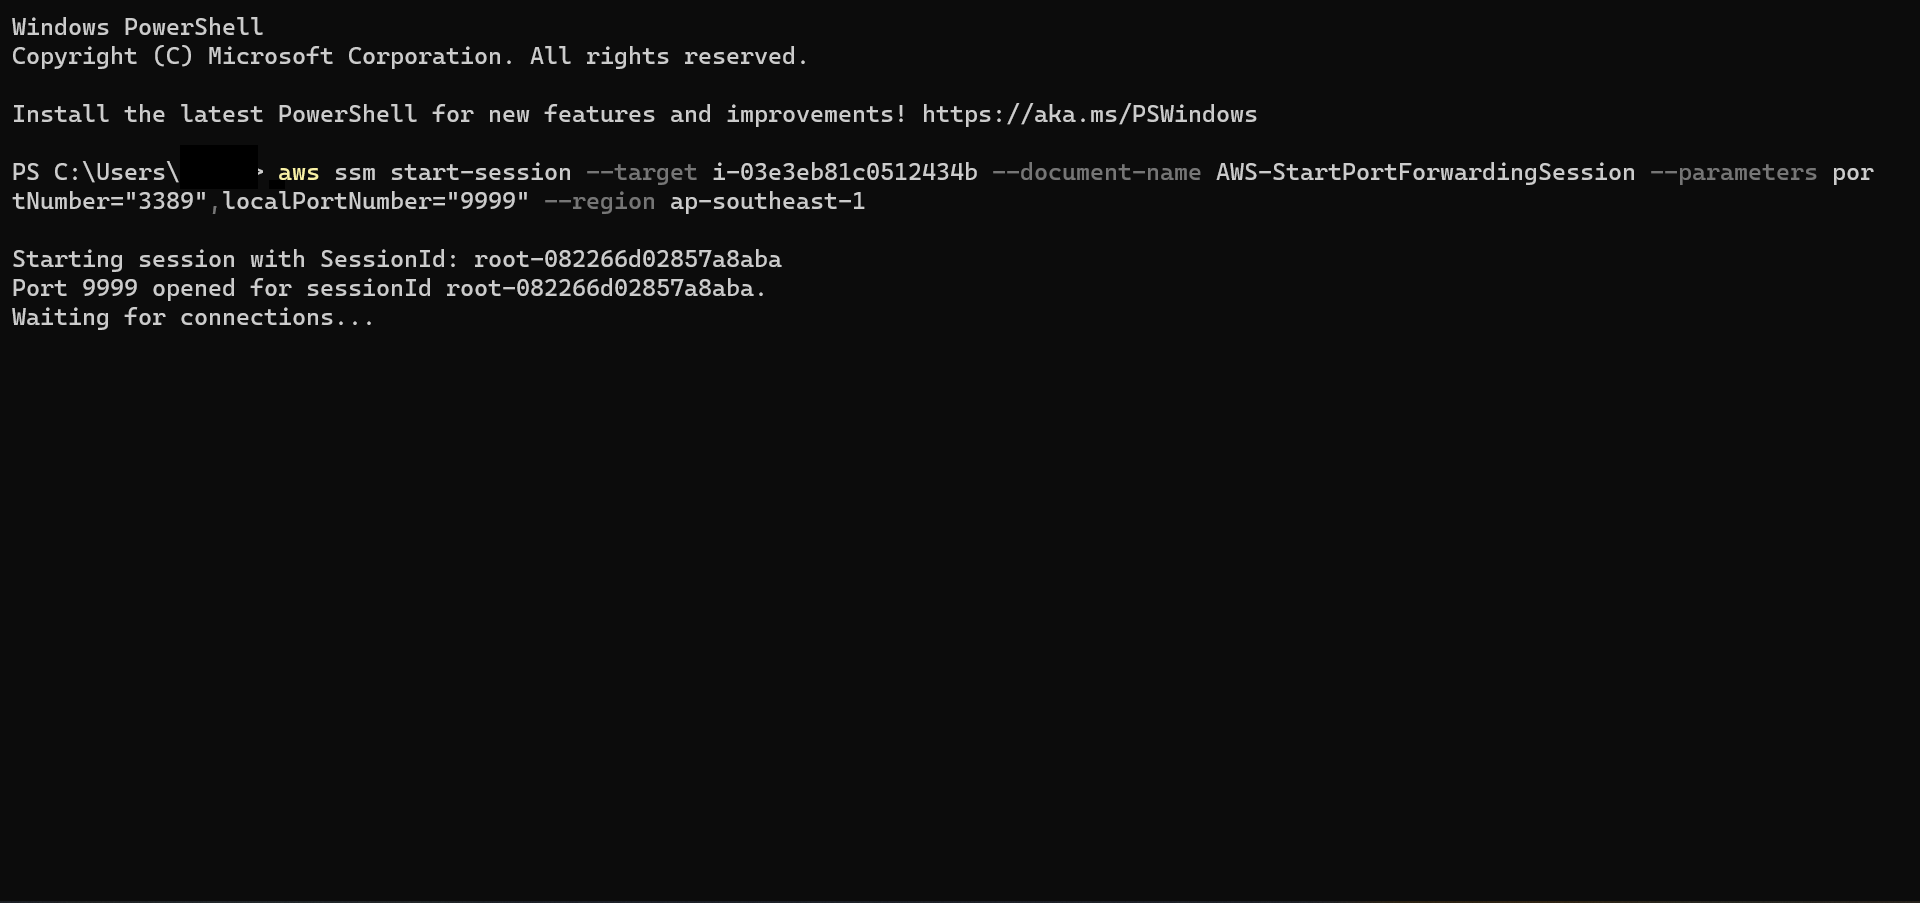 Windows PowerShell
Copyright (C) Microsoft Corporation. All rights reserved.
Install the latest PowerShell for new features and improvements! https://aka.ms/PSWindows
PS C:\Users\> aws ssm start-session --target i-03e3eb81c0512434b --document-name AWS-StartPortForwardingSession --parameters por
tNumber="3389",localPortNumber="9999" --region ap-southeast-1
Starting session with SessionId: root-082266d02857a8aba
Port 9999 opened for sessionId root-082266d02857a8aba.
Waiting for connections...